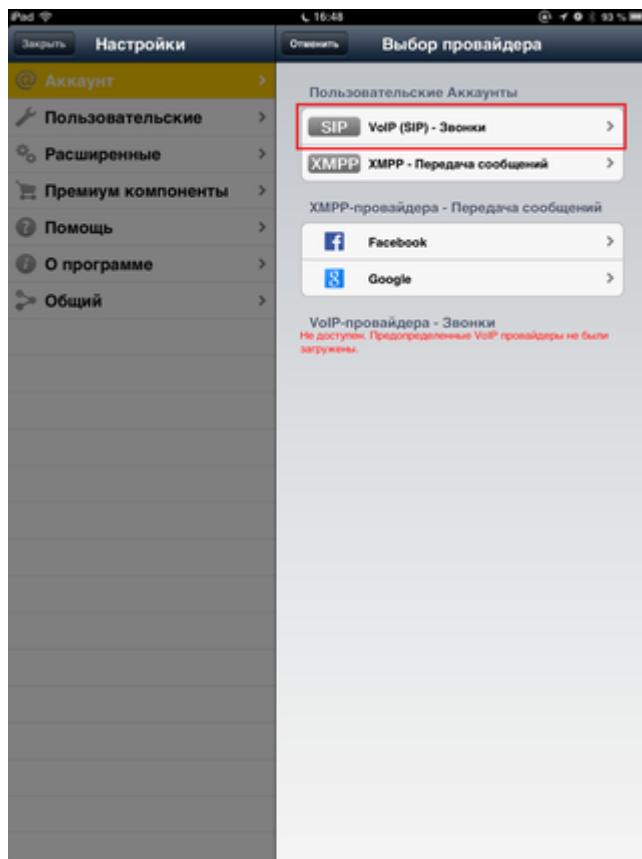 iPad 16:48 93 %
Закрыть Настройки
Аккаунт
Пользовательские
Расширенные
Премиум компоненты
Помощь
О программе
Общий
Отменить Выбор провайдера
Пользовательские Аккаунты
SIP VoIP (SIP) - Звонки
XMPP XMPP - Передача сообщений
XMPP-провайдера - Передача сообщений
Facebook
Google
VoIP-провайдера - Звонки
Не доступен. Предопределенные VoIP провайдеры не были
загружены.